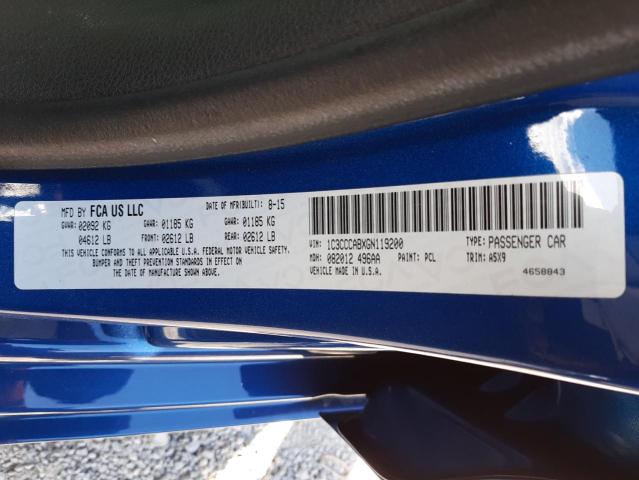 MFD BY FCA US LLC DATE OF MFR(BUILT): 8-15
GVWR: 02092 KG GAWR: 01185 KG GAWR: 01185 KG
04612 LB FRONT: 02612 LB REAR: 02612 LB
THIS VEHICLE CONFORMS TO ALL APPLICABLE U.S.A. FEDERAL MOTOR VEHICLE SAFETY,
BUMPER AND THEFT PREVENTION STANDARDS IN EFFECT ON
THE DATE OF MANUFACTURE SHOWN ABOVE.
VIN: 1C3CCCABXGN119200 TYPE: PASSENGER CAR
MDH: 082012 496AA PAINT: PCL TRIM: A5X9
VEHICLE MADE IN U.S.A. 4658843